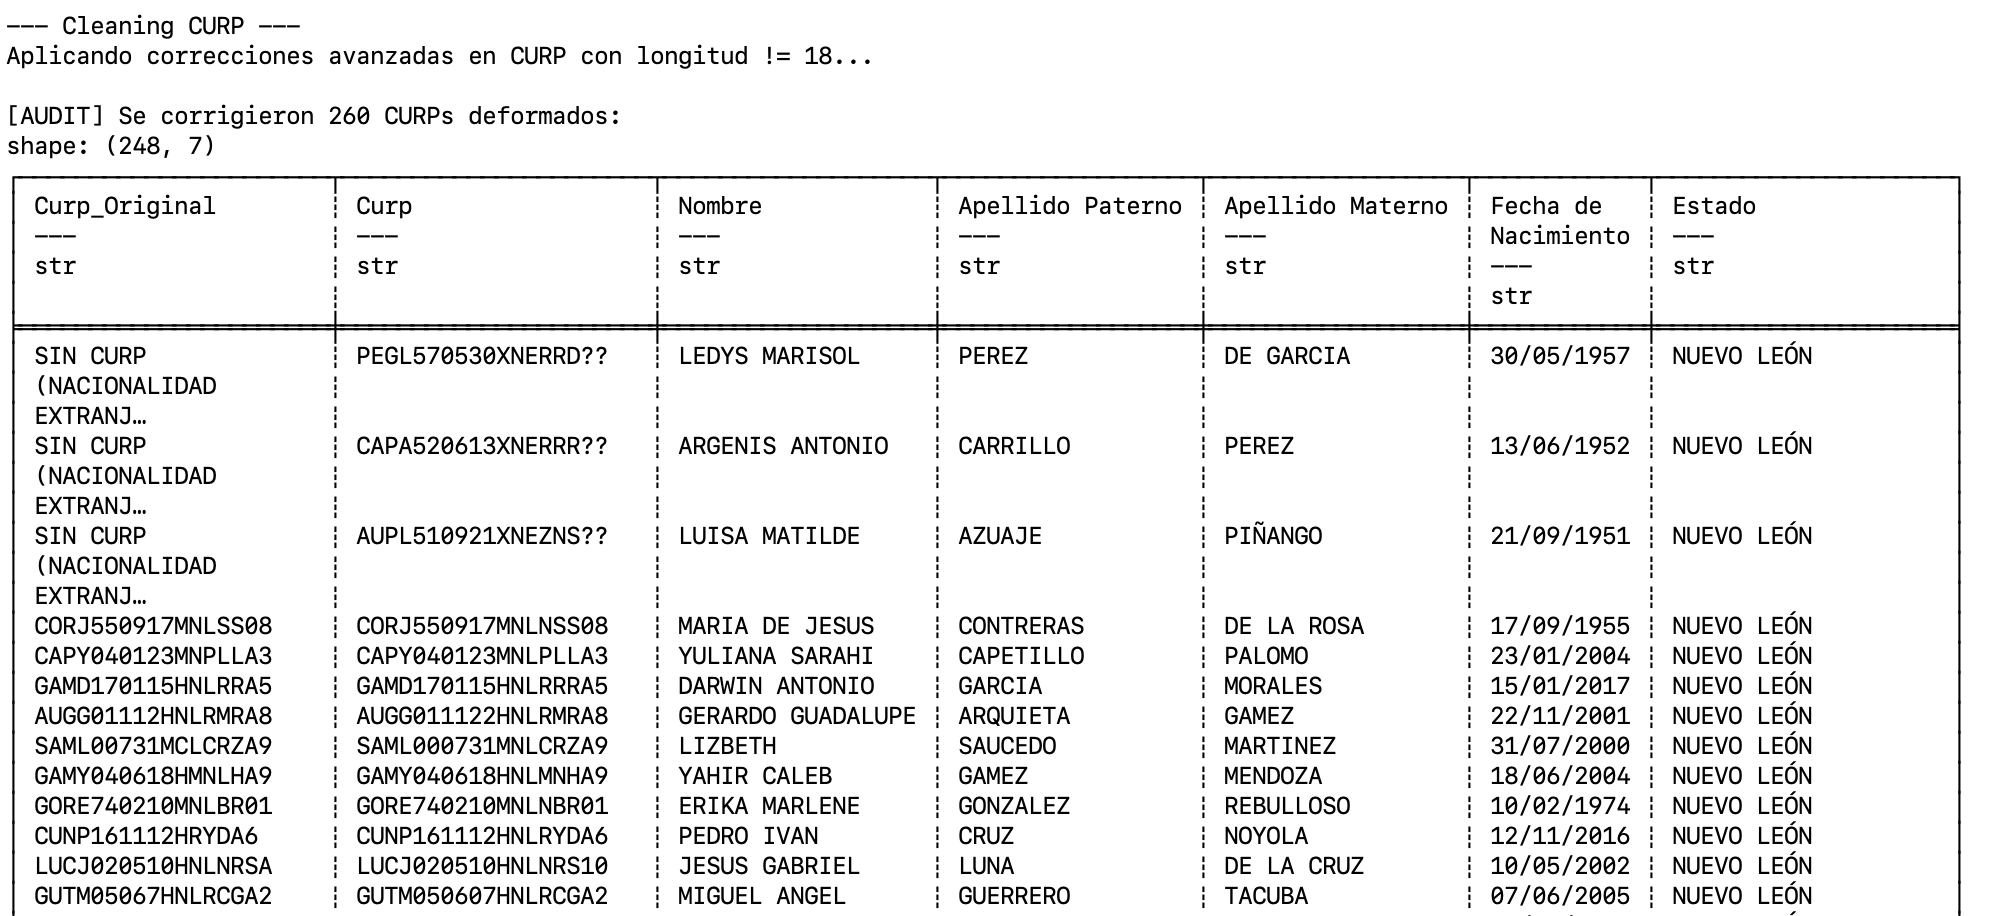 ——— Cleaning CURP ———
Aplicando correcciones avanzadas en CURP con longitud != 18...
[AUDIT] Se corrigieron 260 CURPs deformados:
shape: (248, 7)
Curp_Original Curp Nombre Apellido Paterno Apellido Materno Fecha de Estado
——— ——— ——— ——— ——— Nacimiento ———
str str str str str ——— str
str
SIN CURP PEGL570530XNERRD?? LEDYS MARISOL PEREZ DE GARCIA 30/05/1957 NUEVO LEÓN
(NACIONALIDAD
EXTRANJ…
SIN CURP CAPA520613XNERRR?? ARGENIS ANTONIO CARRILLO PEREZ 13/06/1952 NUEVO LEÓN
(NACIONALIDAD
EXTRANJ…
SIN CURP AUPL510921XNEZNS?? LUISA MATILDE AZUAJE PIÑANGO 21/09/1951 NUEVO LEÓN
(NACIONALIDAD
EXTRANJ…
CORJ550917MNLSS08 CORJ550917MNLNSS08 MARIA DE JESUS CONTRERAS DE LA ROSA 17/09/1955 NUEVO LEÓN
CAPY040123MNPLLA3 CAPY040123MNLPLLA3 YULIANA SARAHI CAPETILLO PALOMO 23/01/2004 NUEVO LEÓN
GAMD170115HNLRRA5 GAMD170115HNLRRRA5 DARWIN ANTONIO GARCIA MORALES 15/01/2017 NUEVO LEÓN
AUGG01112HNLRMRA8 AUGG011122HNLRMRA8 GERARDO GUADALUPE ARQUIETA GAMEZ 22/11/2001 NUEVO LEÓN
SAML00731MCLCRZA9 SAML000731MNLCRZA9 LIZBETH SAUCEDO MARTINEZ 31/07/2000 NUEVO LEÓN
GAMY040618HMNLHA9 GAMY040618HNLMNHA9 YAHIR CALEB GAMEZ MENDOZA 18/06/2004 NUEVO LEÓN
GORE740210MNLBR01 GORE740210MNLNBR01 ERIKA MARLENE GONZALEZ REBULLOSO 10/02/1974 NUEVO LEÓN
CUNP161112HRYDA6 CUNP161112HNLRYDA6 PEDRO IVAN CRUZ NOYOLA 12/11/2016 NUEVO LEÓN
LUCJ020510HNLNRSA LUCJ020510HNLNRS10 JESUS GABRIEL LUNA DE LA CRUZ 10/05/2002 NUEVO LEÓN
GUTM05067HNLRCGA2 GUTM050607HNLRCGA2 MIGUEL ANGEL GUERRERO TACUBA 07/06/2005 NUEVO LEÓN